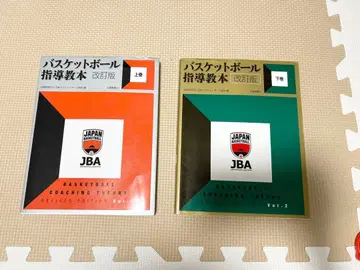 バスケットボール
指導教本 改訂版
上巻
JAPAN
BASKETBALL
JBA
BASKETBALL
COACHING THEORY
REVISED EDITION
バスケットボール
指導教本 改訂版
下巻
JAPAN
BASKETBALL
JBA
BASKETBALL
COACHING THEORY
Vol.2